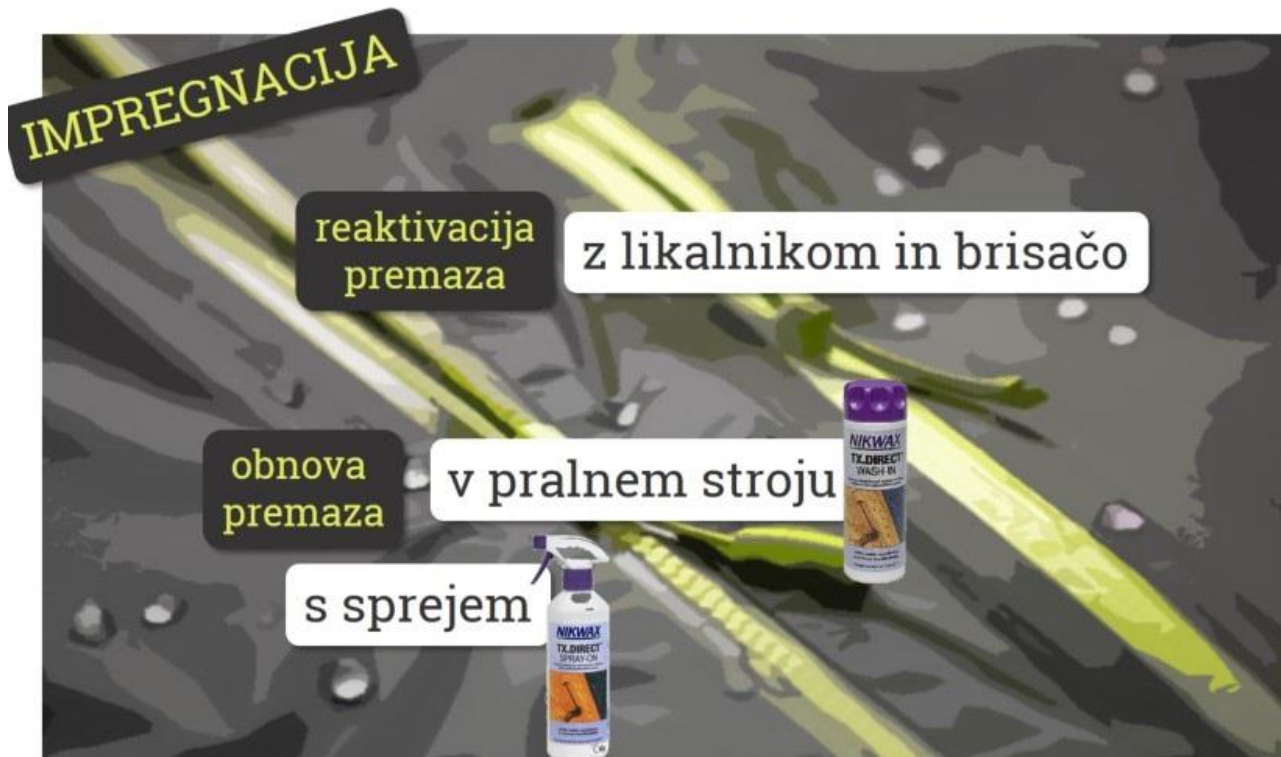 IMPREGNACIJA
reaktivacija
premaza
z likalnikom in brisačo
obnova
premaza
v pralnem stroju
NIKWAX
TX.DIRECT
WASH-IN
s sprejem
NIKWAX
TX.DIRECT
SPRAY-ON